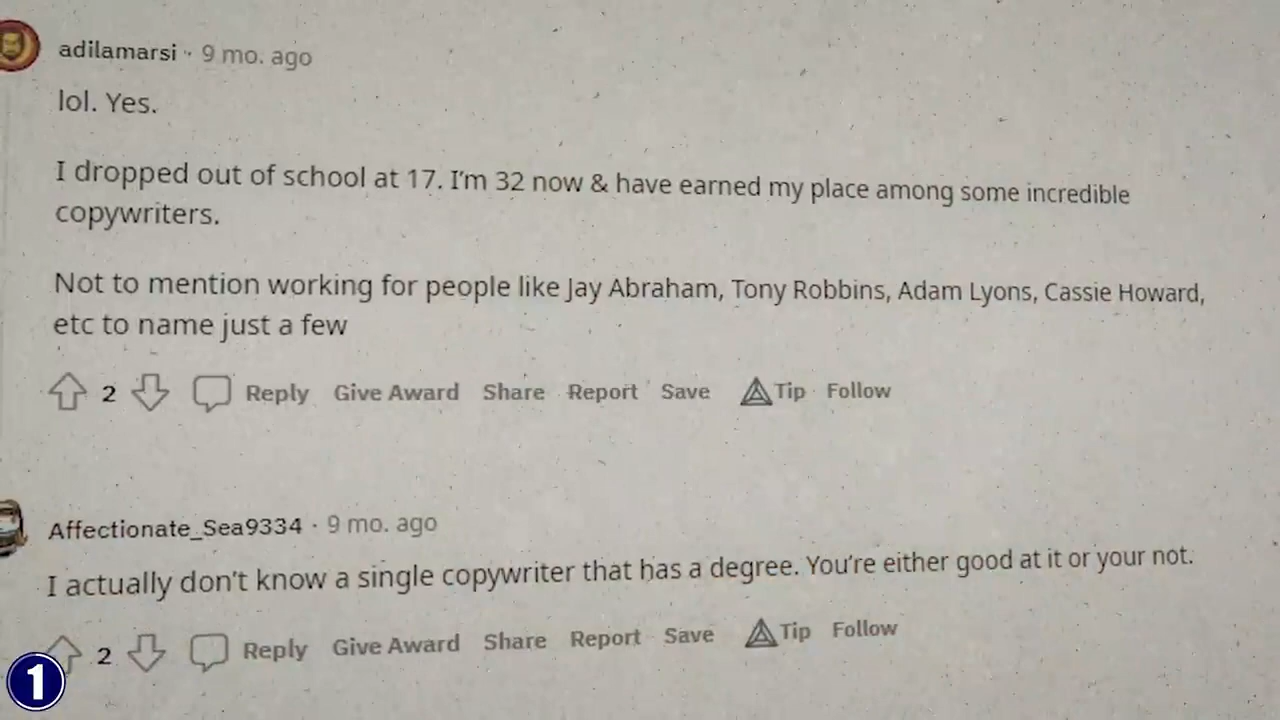 adilamarsi · 9 mo. ago
lol. Yes.
I dropped out of school at 17. I'm 32 now & have earned my place among some incredible
copywriters.
Not to mention working for people like Jay Abraham, Tony Robbins, Adam Lyons, Cassie Howard,
etc to name just a few
2 Reply Give Award Share Report Save Tip Follow
Affectionate_Sea9334 · 9 mo. ago
I actually don't know a single copywriter that has a degree. You're either good at it or your not.
2 Reply Give Award Share Report Save Tip Follow
1